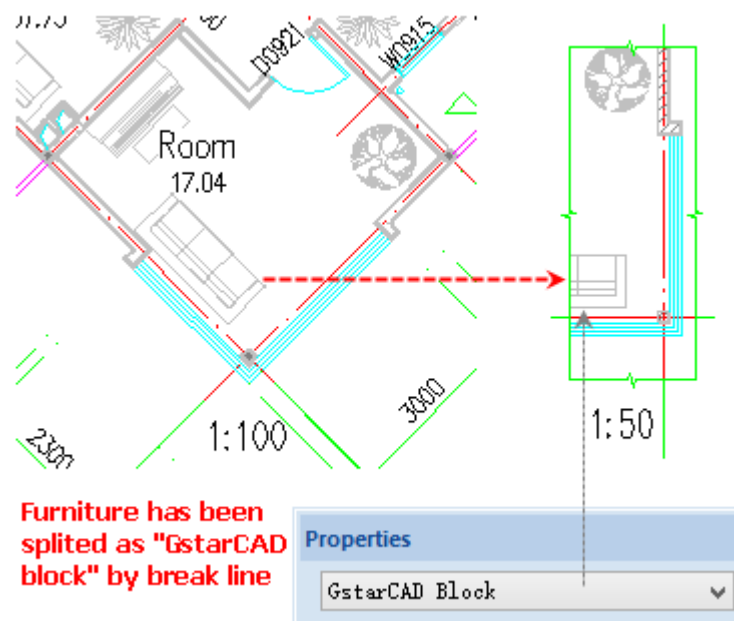 D0921
W0915
Room
17.04
3000
2300
1:100
1:50
Furniture has been
splited as "GstarCAD
block" by break line
Properties
GstarCAD Block